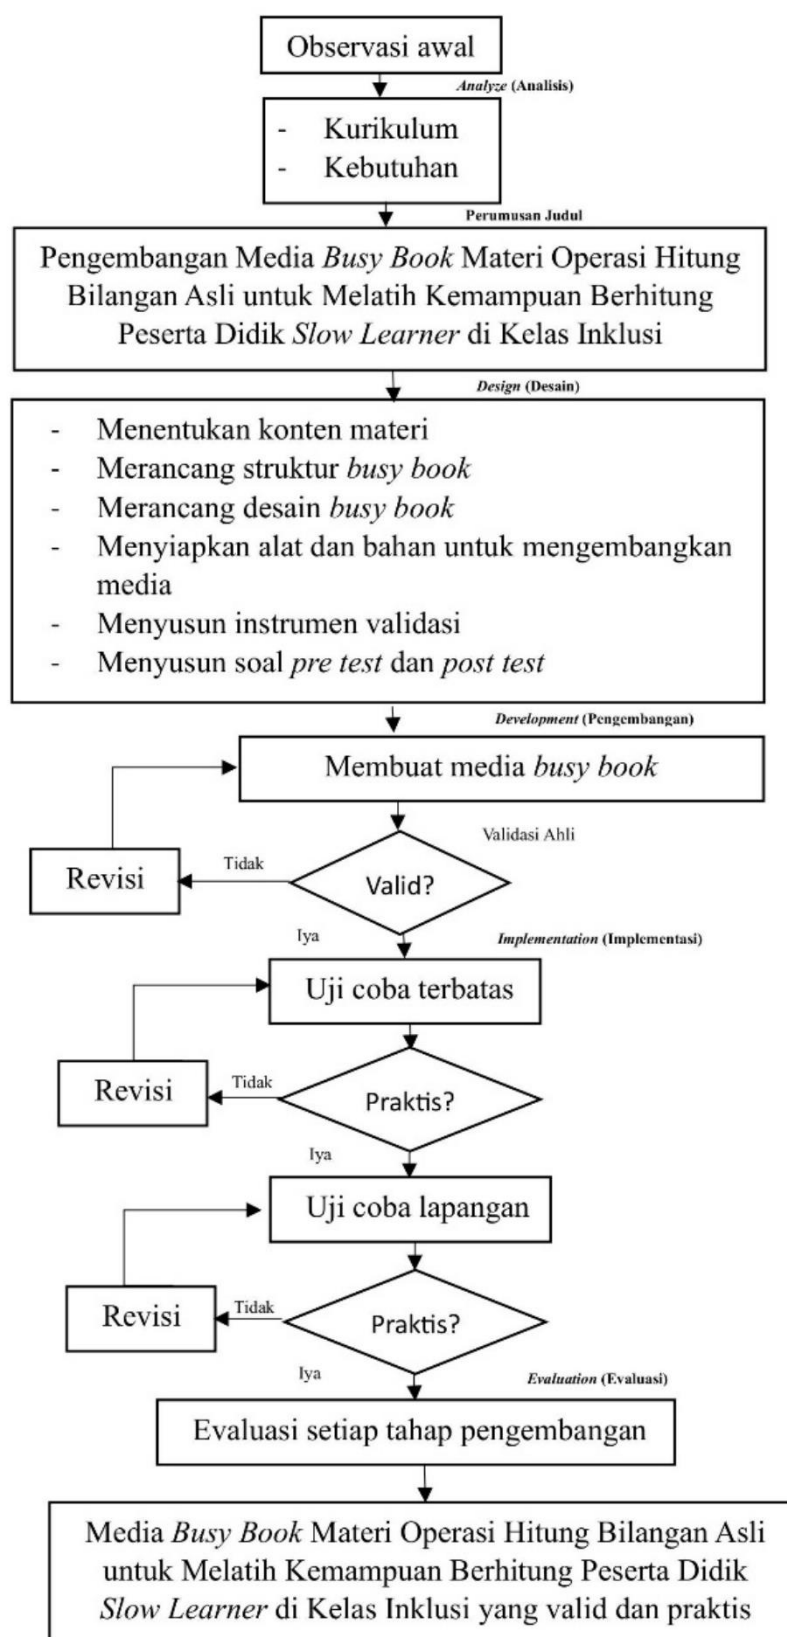 Observasi awal
Analyze (Analisis)
- Kurikulum
- Kebutuhan
Perumusan Judul
Pengembangan Media Busy Book Materi Operasi Hitung
Bilangan Asli untuk Melatih Kemampuan Berhitung
Peserta Didik Slow Learner di Kelas Inklusi
Design (Desain)
- Menentukan konten materi
- Merancang struktur busy book
- Merancang desain busy book
- Menyiapkan alat dan bahan untuk mengembangkan
media
- Menyusun instrumen validasi
- Menyusun soal pre test dan post test
Development (Pengembangan)
Membuat media busy book
Validasi Ahli
Revisi
Tidak
Valid?
Iya
Implementation (Implementasi)
Uji coba terbatas
Revisi
Tidak
Praktis?
Iya
Uji coba lapangan
Revisi
Tidak
Praktis?
Iya
Evaluation (Evaluasi)
Evaluasi setiap tahap pengembangan
Media Busy Book Materi Operasi Hitung Bilangan Asli
untuk Melatih Kemampuan Berhitung Peserta Didik
Slow Learner di Kelas Inklusi yang valid dan praktis